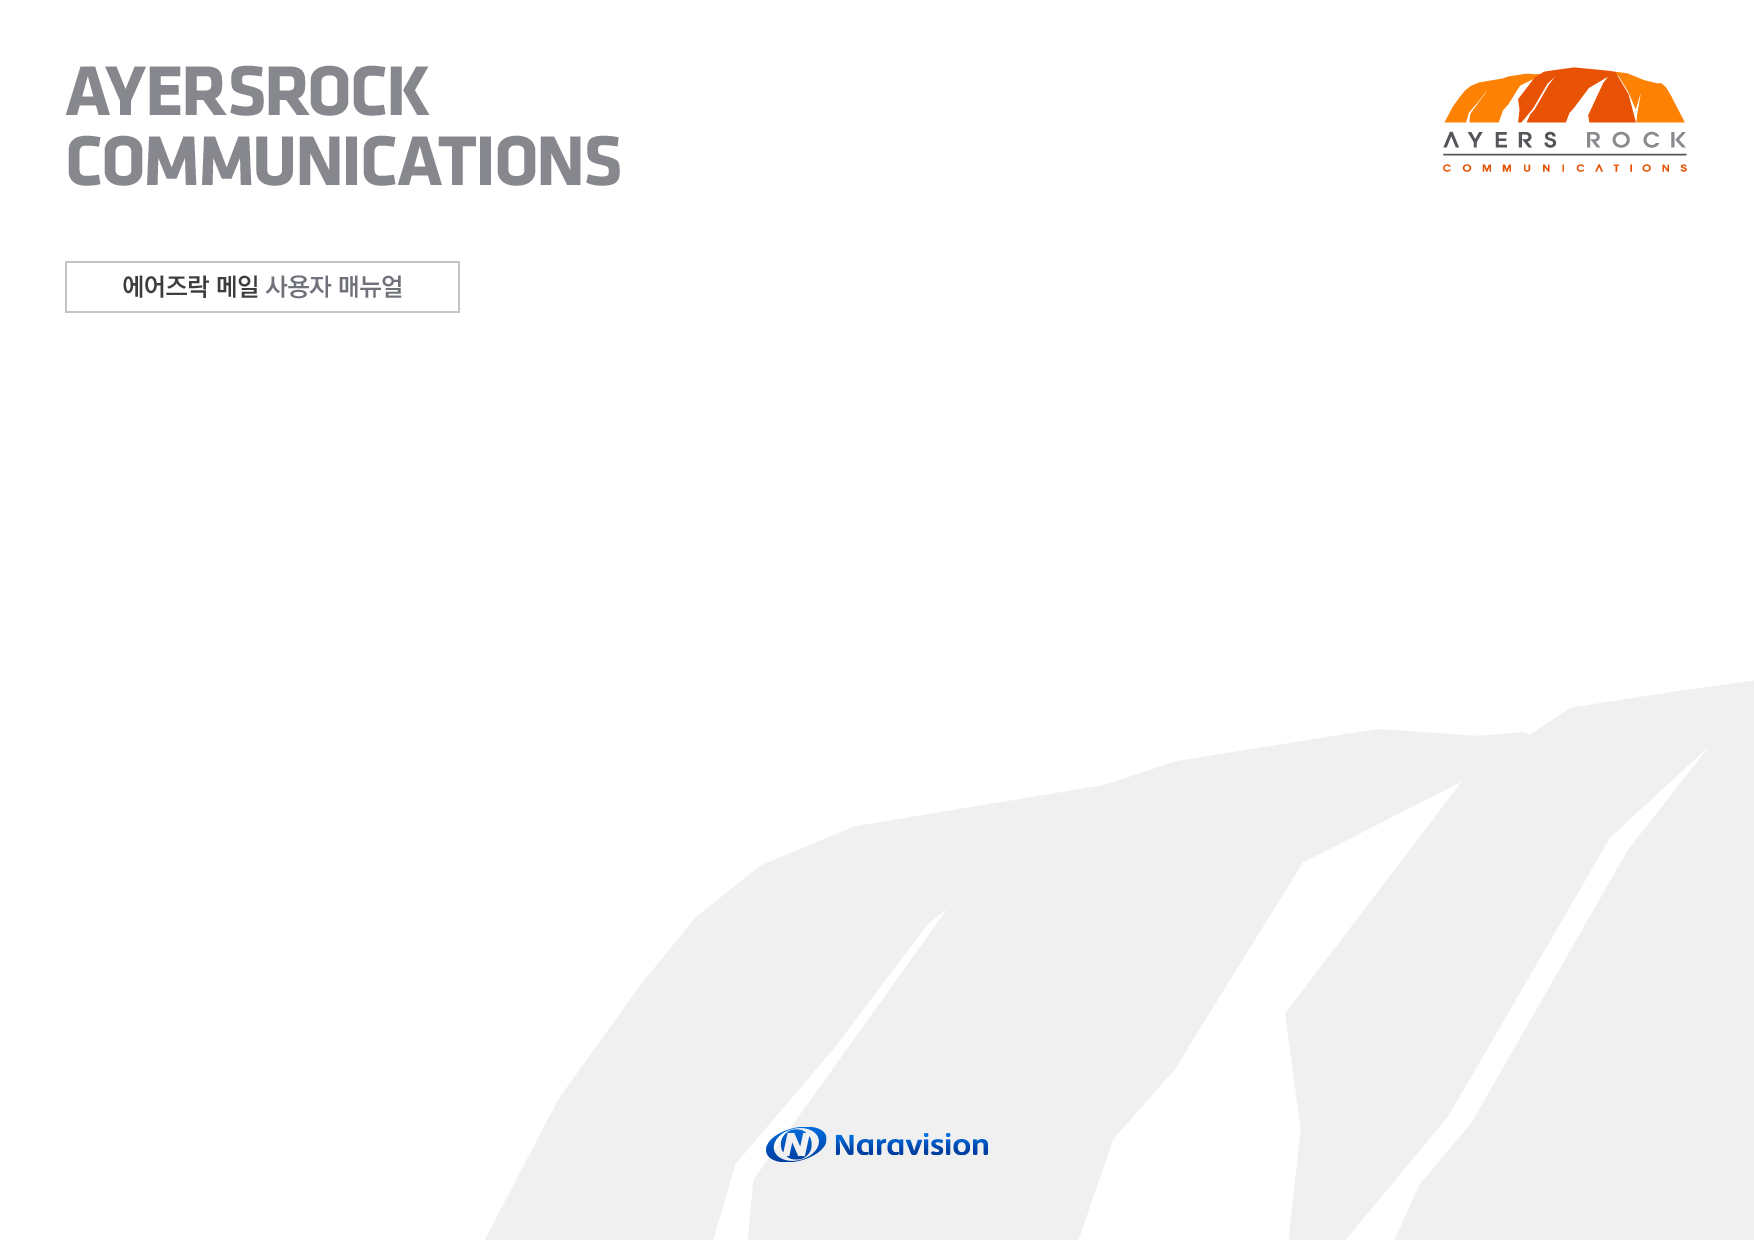 AYERSROCK
COMMUNICATIONS
AYERS ROCK
COMMUNICATIONS
에어즈락 메일 사용자 매뉴얼
Naravision